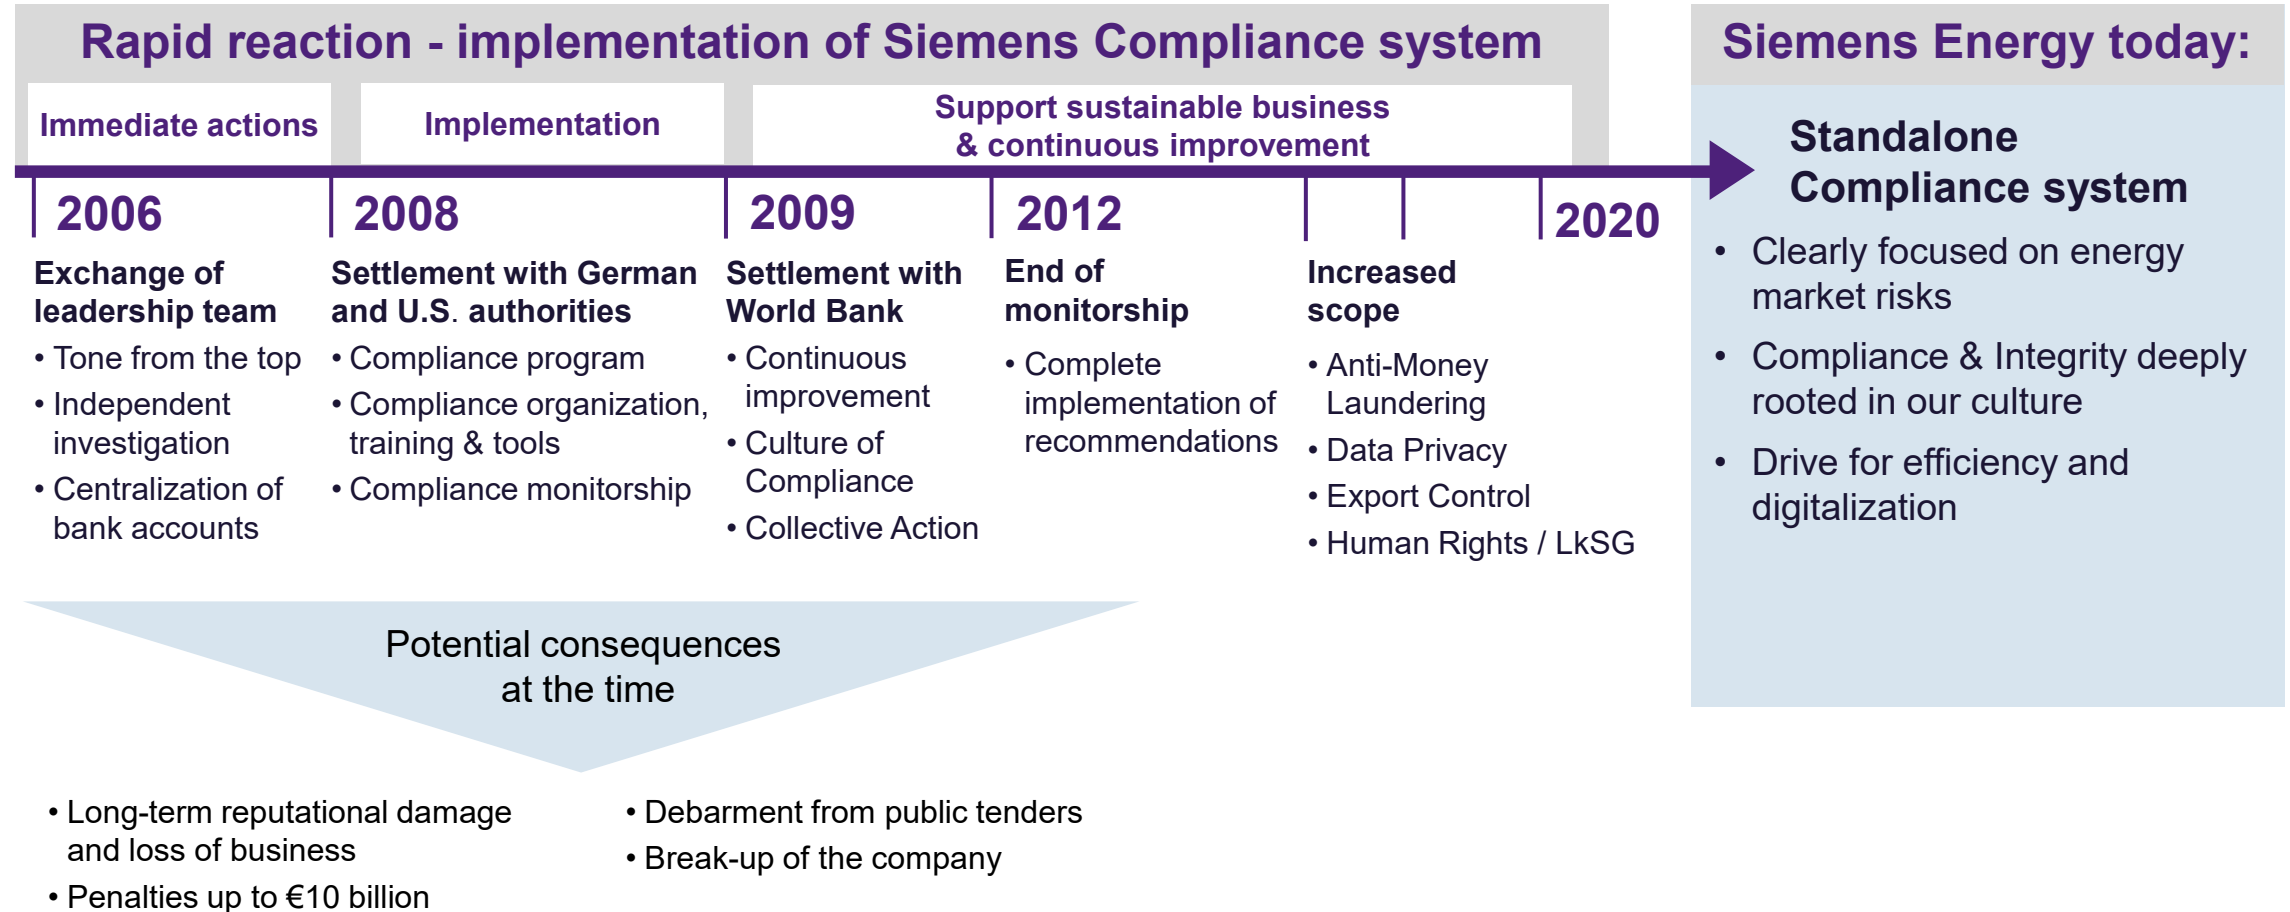 Rapid reaction - implementation of Siemens Compliance system
Immediate actions
Implementation
Support sustainable business
& continuous improvement
2006
Exchange of
leadership team
• Tone from the top
• Independent
investigation
• Centralization of
bank accounts
2008
Settlement with German
and U.S. authorities
• Compliance program
• Compliance organization,
training & tools
• Compliance monitorship
2009
Settlement with
World Bank
• Continuous
improvement
• Culture of
Compliance
• Collective Action
2012
End of
monitorship
• Complete
implementation of
recommendations
2020
Increased
scope
• Anti-Money
Laundering
• Data Privacy
• Export Control
• Human Rights / LkSG
Siemens Energy today:
Standalone
Compliance system
• Clearly focused on energy
market risks
• Compliance & Integrity deeply
rooted in our culture
• Drive for efficiency and
digitalization
Potential consequences
at the time
• Long-term reputational damage
and loss of business
• Penalties up to €10 billion
• Debarment from public tenders
• Break-up of the company